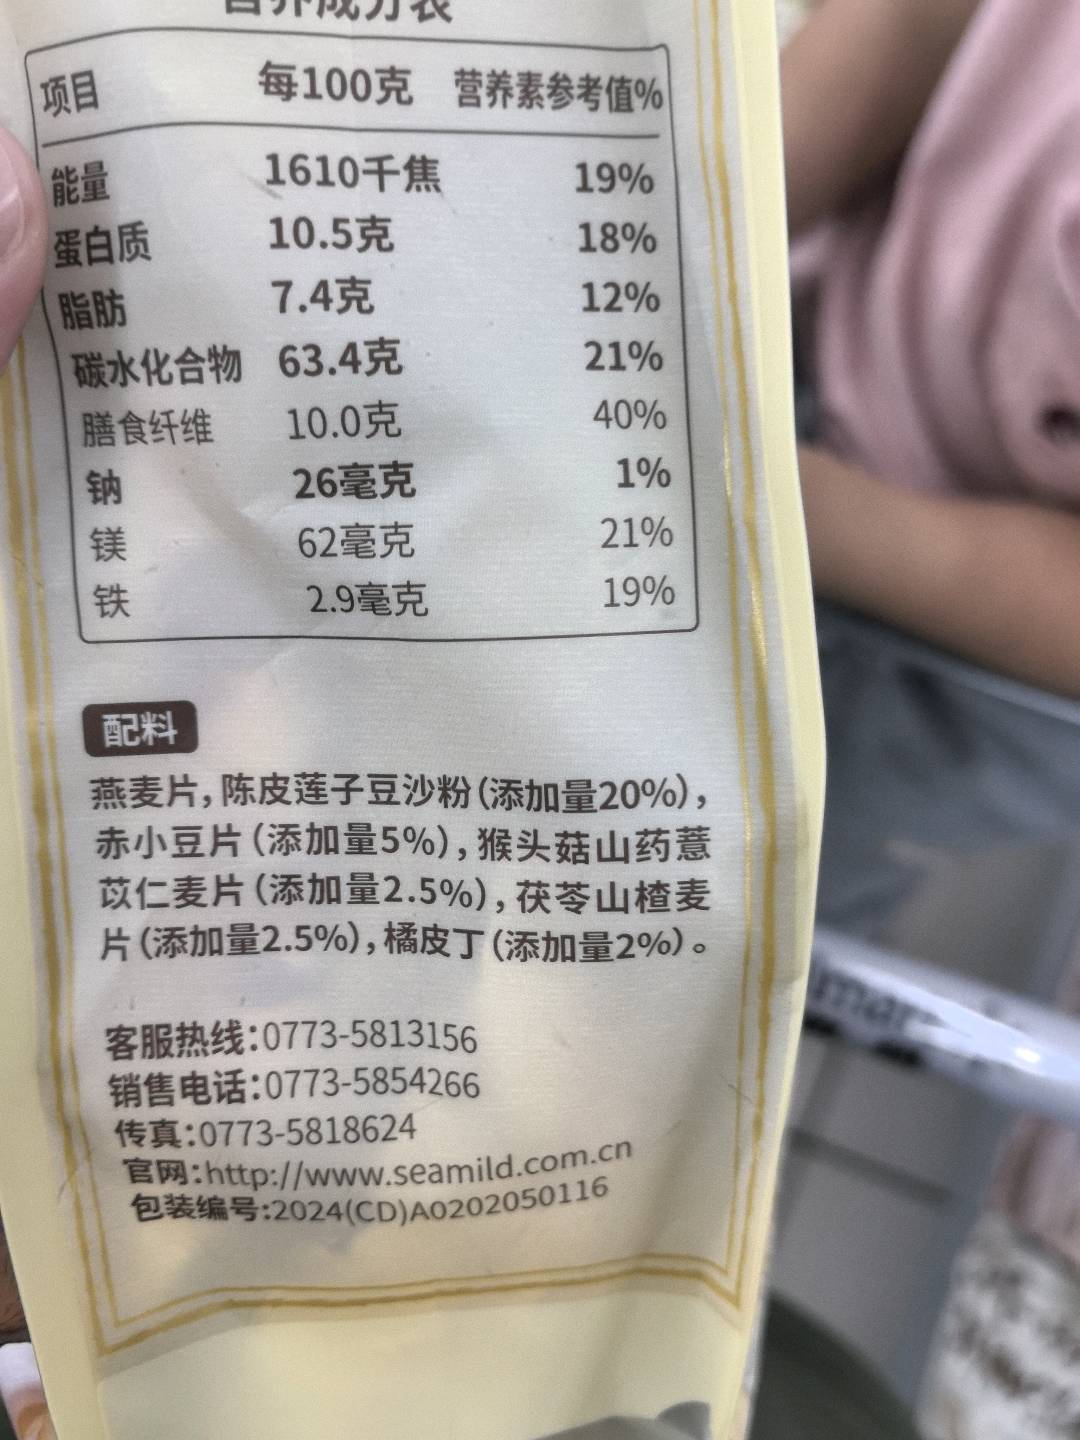 营养成分表
项目 每100克 营养素参考值%
能量 1610千焦 19%
蛋白质 10.5克 18%
脂肪 7.4克 12%
碳水化合物 63.4克 21%
膳食纤维 10.0克 40%
钠 26毫克 1%
镁 62毫克 21%
铁 2.9毫克 19%
配料
燕麦片，陈皮莲子豆沙粉（添加量20%），
赤小豆片（添加量5%），猴头菇山药薏
苡仁麦片（添加量2.5%），茯苓山楂麦
片（添加量2.5%），橘皮丁（添加量2%）。
客服热线：0773-5813156
销售电话：0773-5854266
传真：0773-5818624
官网：http://www.seamild.com.cn
包装编号：2024(CD)A0202050116